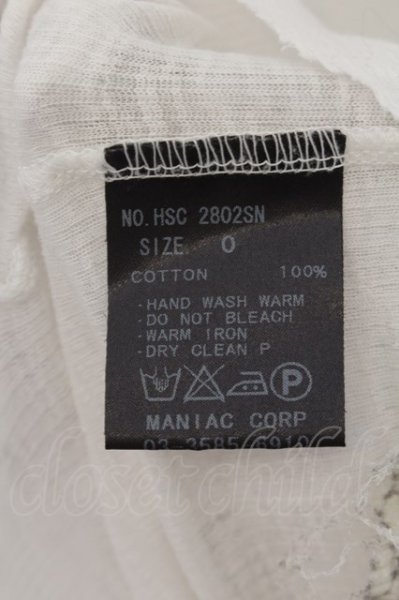 NO. HSC 2802SN
SIZE 0
COTTON 100%
・HAND WASH WARM
・DO NOT BLEACH
・WARM IRON
・DRY CLEAN P
P
MANIAC CORP
closet child